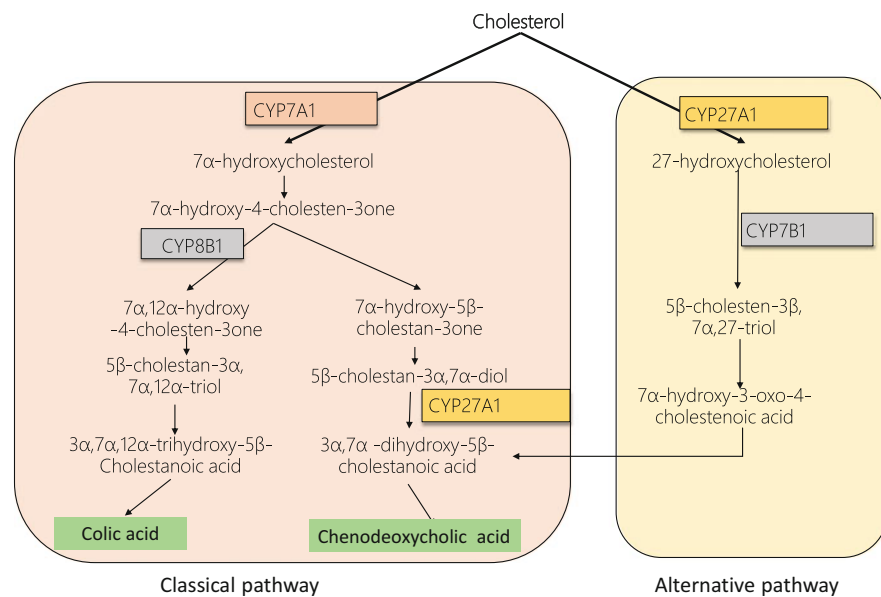 Cholesterol
CYP7A1
CYP27A1
7α-hydroxycholesterol
27-hydroxycholesterol
7α-hydroxy-4-cholesten-3one
CYP8B1
CYP7B1
7α,12α-hydroxy
-4-cholesten-3one
7α-hydroxy-5β-
cholestan-3one
5β-cholesten-3β,
7α,27-triol
5β-cholestan-3α,
7α,12α-triol
5β-cholestan-3α,7α-diol
CYP27A1
7α-hydroxy-3-oxo-4-
cholestenoic acid
3α,7α,12α-trihydroxy-5β-
Cholestanoic acid
3α,7α -dihydroxy-5β-
cholestanoic acid
Colic acid
Chenodeoxycholic acid
Classical pathway
Alternative pathway